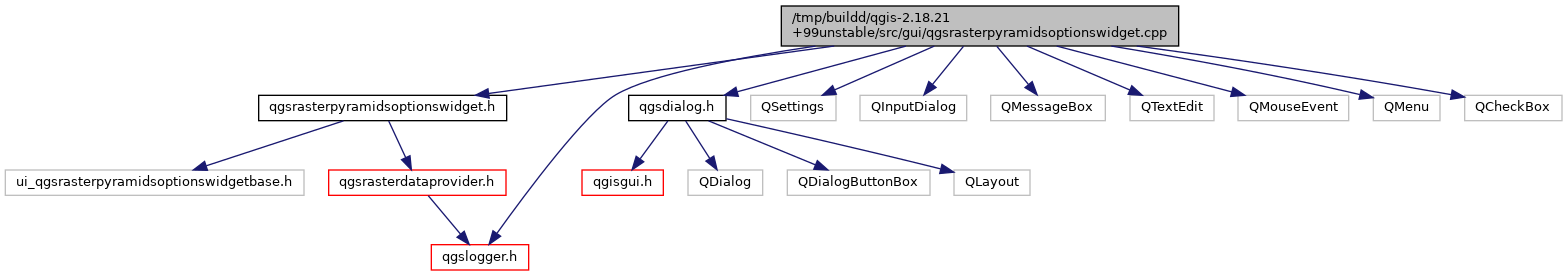 /tmp/buildd/qgis-2.18.21
+99unstable/src/gui/qgsrasterpyramidsoptionswidget.cpp
qgsrasterpyramidsoptionswidget.h
qgsdialog.h
QSettings
QInputDialog
QMessageBox
QTextEdit
QMouseEvent
QMenu
QCheckBox
ui_qgsrasterpyramidsoptionswidgetbase.h
qgsrasterdataprovider.h
qgisgui.h
QDialog
QDialogButtonBox
QLayout
qgslogger.h